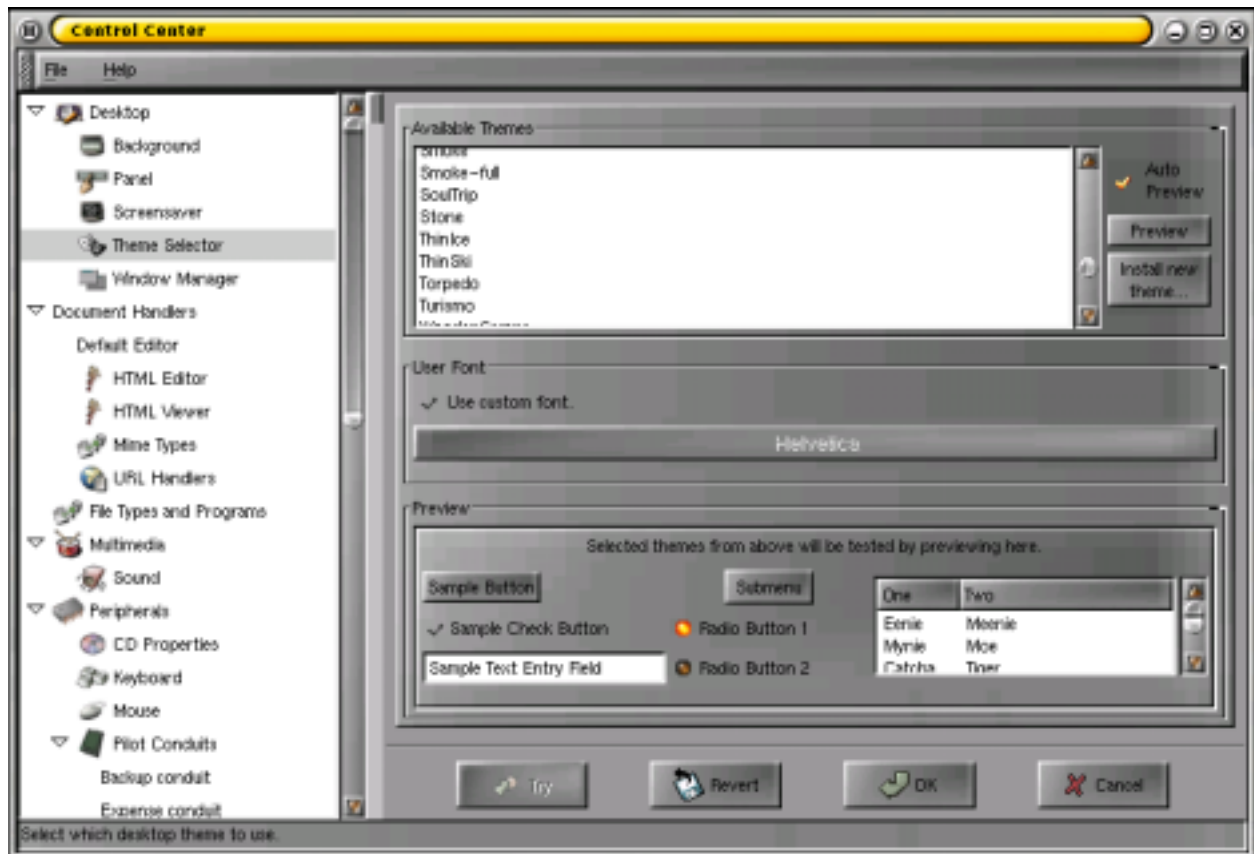 Control Center
File Help
Desktop
Background
Panel
Screensaver
Theme Selector
Window Manager
Document Handlers
Default Editor
HTML Editor
HTML Viewer
Mime Types
URL Handlers
File Types and Programs
Multimedia
Sound
Peripherals
CD Properties
Keyboard
Mouse
Pilot Conduits
Backup conduit
Expense conduit
Available Themes
Smoke
Smoke-full
SoulTrip
Stone
ThinIce
ThinSki
Torpedo
Turismo
Auto
Preview
Preview
Install new
theme...
User Font
Use custom font.
Helvetica
Preview
Selected themes from above will be tested by previewing here.
Sample Button
Submenu
Sample Check Button
Radio Button 1
Sample Text Entry Field
Radio Button 2
One Two
Eenie Meenie
Mynie Moe
Catcha Tiger
Try
Revert
OK
Cancel
Select which desktop theme to use.